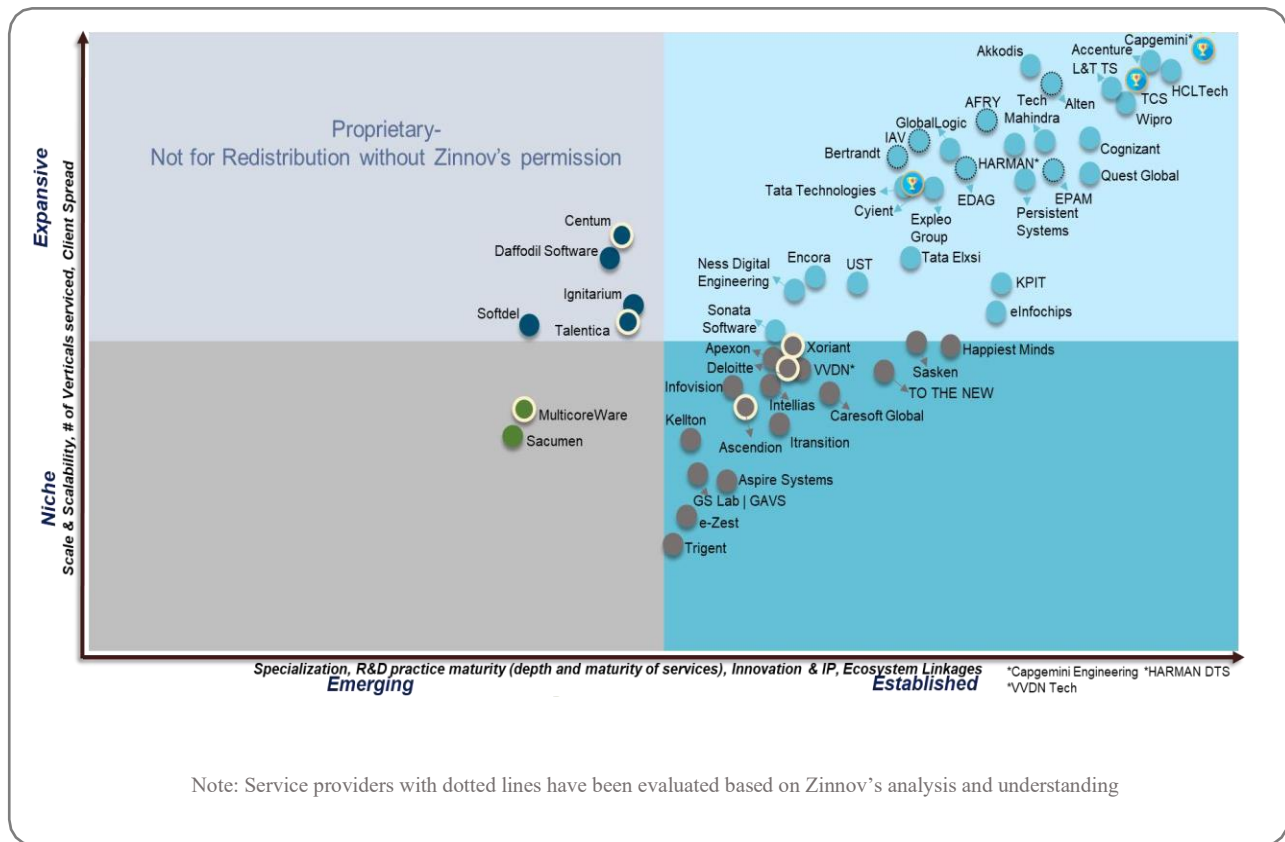 Expansive
Niche
Scale & Scalability, # of Verticals serviced, Client Spread
Proprietary-
Not for Redistribution without Zinnov's permission
Centum
Daffodil Software
Ignitarium
Softdel
Talentica
MulticoreWare
Sacumen
Capgemini*
Akkodis
Accenture
L&T TS
HCLTech
TCS
Alten
Wipro
AFRY
Tech
Mahindra
GlobalLogic
IAV
Bertrandt
HARMAN*
Cognizant
Quest Global
EDAG
EPAM
Tata Technologies
Cyient
Expleo
Group
Persistent
Systems
Tata Elxsi
Ness Digital
Engineering
Encora
UST
KPIT
eInfochips
Sonata
Software
Apexon
Xoriant
Happiest Minds
Deloitte
VVDN*
Sasken
Infovision
TO THE NEW
Intellias
Caresoft Global
Kellton
Ascendion
Itransition
Aspire Systems
GS Lab | GAVS
e-Zest
Trigent
Specialization, R&D practice maturity (depth and maturity of services), Innovation & IP, Ecosystem Linkages
Emerging
Established
*Capgemini Engineering *HARMAN DTS
*VVDN Tech
Note: Service providers with dotted lines have been evaluated based on Zinnov's analysis and understanding